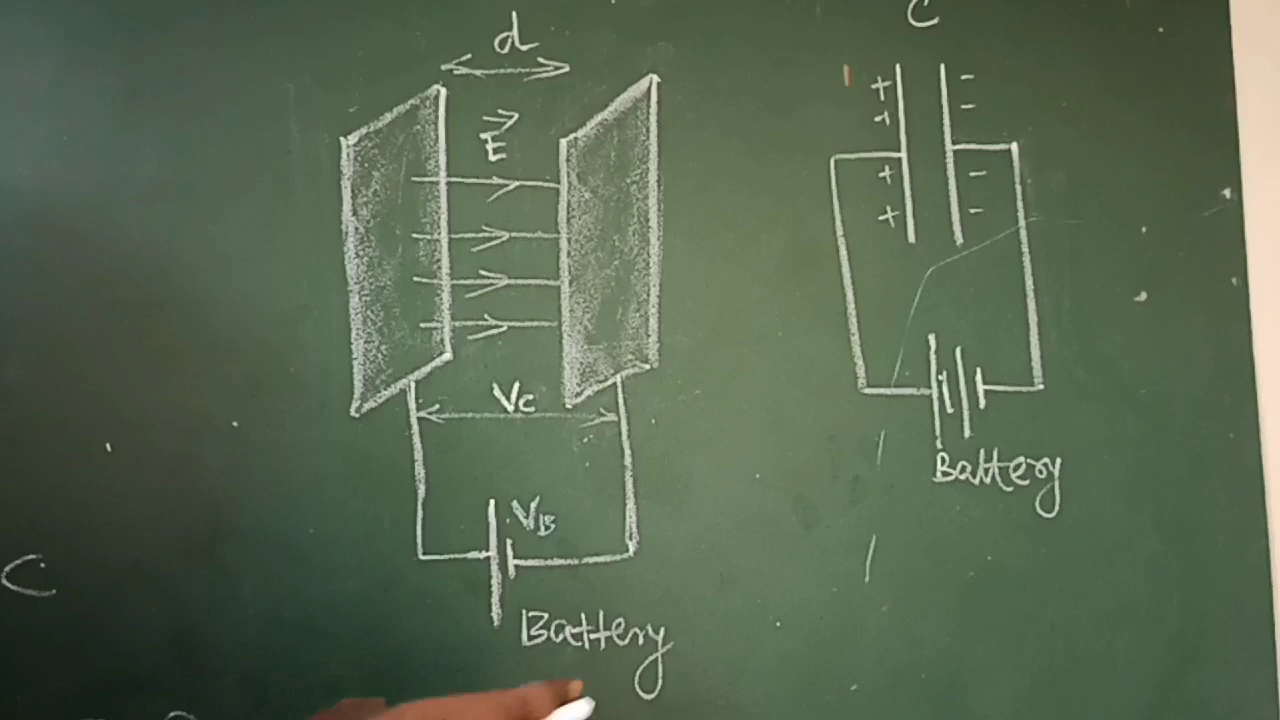 d
C
E
+ -
+ -
+ -
+ -
Vc
Battery
VB
C
Battery